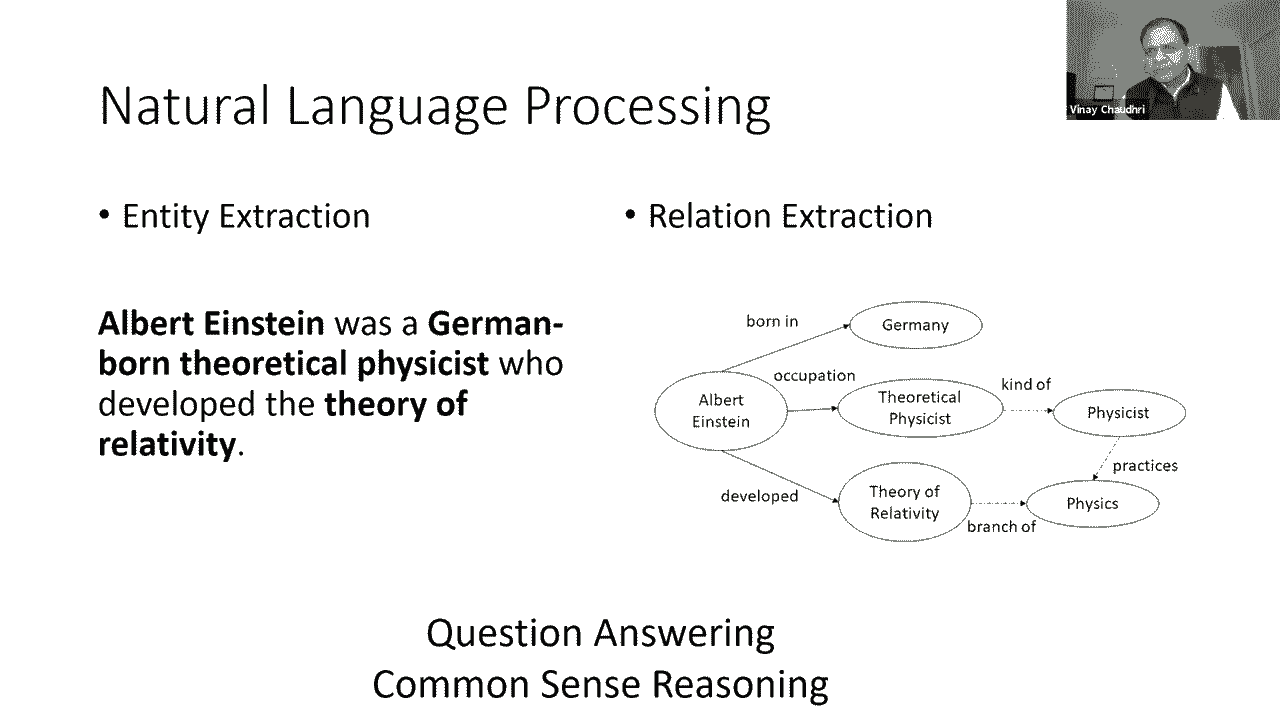 Vinay Chaudhri
Natural Language Processing
• Entity Extraction
Albert Einstein was a German-
born theoretical physicist who
developed the theory of
relativity.
• Relation Extraction
born in
Germany
occupation
Albert
Einstein
Theoretical
Physicist
kind of
Physicist
practices
developed
Theory of
Relativity
branch of
Physics
Question Answering
Common Sense Reasoning